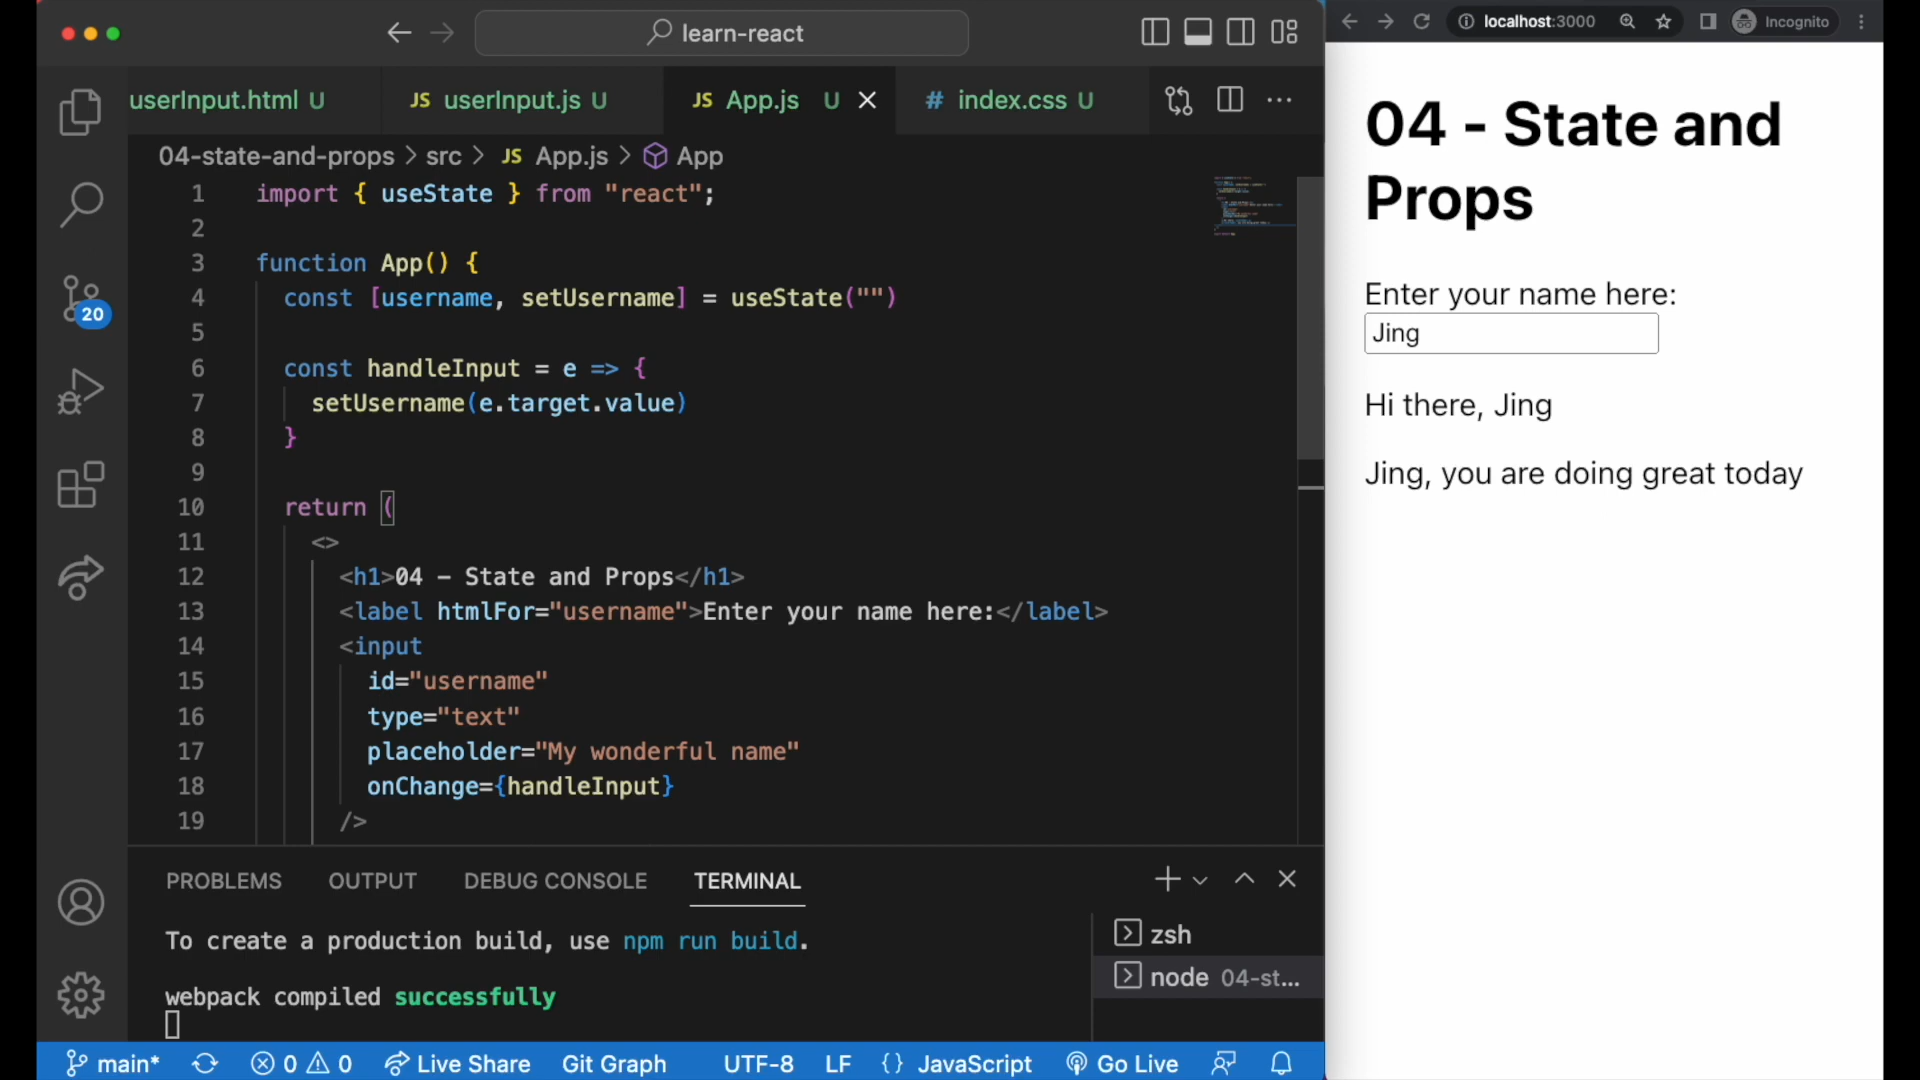 learn-react
userInput.html U
JS userInput.js U
JS App.js U
# index.css U
04-state-and-props > src > JS App.js > App
1 import { useState } from "react";
2
3 function App() {
4 const [username, setUsername] = useState("")
5
6 const handleInput = e => {
7 setUsername(e.target.value)
8 }
9
10 return (
11 <>
12 <h1>04 - State and Props</h1>
13 <label htmlFor="username">Enter your name here:</label>
14 <input
15 id="username"
16 type="text"
17 placeholder="My wonderful name"
18 onChange={handleInput}
19 />
20
PROBLEMS OUTPUT DEBUG CONSOLE TERMINAL
To create a production build, use npm run build.
webpack compiled successfully
zsh
node 04-st...
main* 0 0 Live Share Git Graph UTF-8 LF {} JavaScript Go Live
localhost:3000
Incognito
04 - State and
Props
Enter your name here:
Jing
Hi there, Jing
Jing, you are doing great today